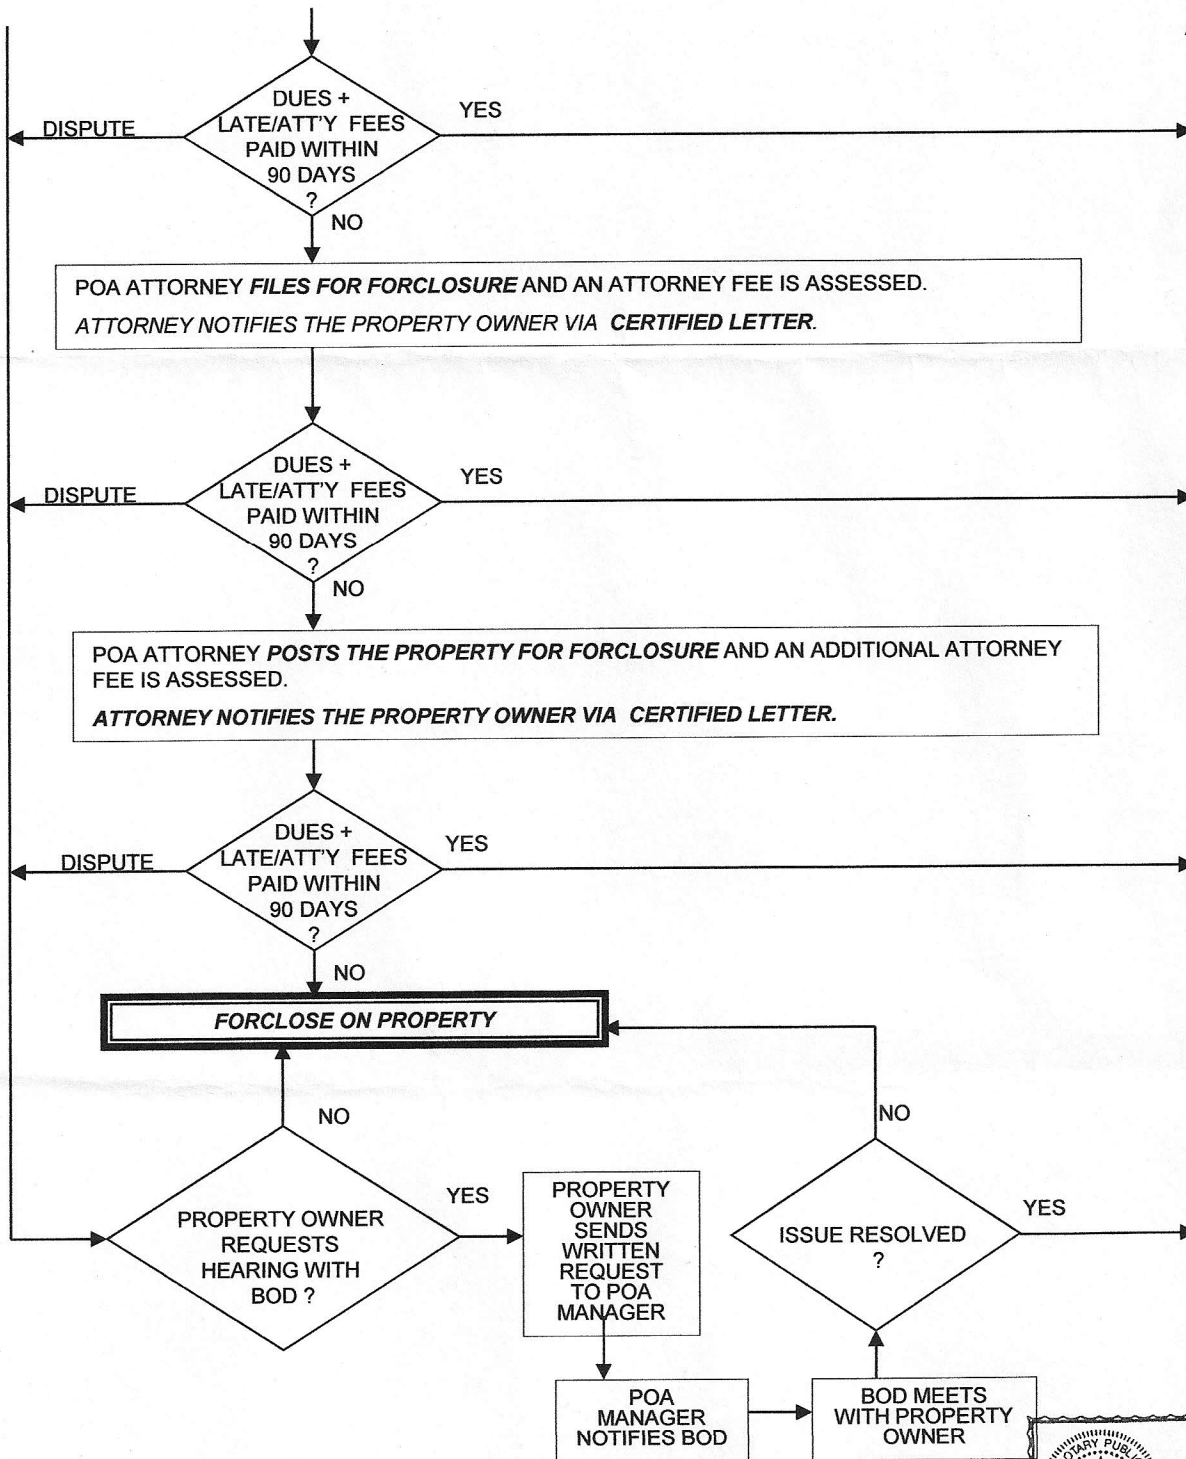 DUES +
LATE/ATT'Y FEES
PAID WITHIN
90 DAYS
?
DISPUTE
YES
NO
POA ATTORNEY FILES FOR FORCLOSURE AND AN ATTORNEY FEE IS ASSESSED.
ATTORNEY NOTIFIES THE PROPERTY OWNER VIA CERTIFIED LETTER.
DUES +
LATE/ATT'Y FEES
PAID WITHIN
90 DAYS
?
DISPUTE
YES
NO
POA ATTORNEY POSTS THE PROPERTY FOR FORCLOSURE AND AN ADDITIONAL ATTORNEY
FEE IS ASSESSED.
ATTORNEY NOTIFIES THE PROPERTY OWNER VIA CERTIFIED LETTER.
DUES +
LATE/ATT'Y FEES
PAID WITHIN
90 DAYS
?
DISPUTE
YES
NO
FORCLOSE ON PROPERTY
NO
PROPERTY OWNER
REQUESTS
HEARING WITH
BOD ?
YES
PROPERTY
OWNER
SENDS
WRITTEN
REQUEST
TO POA
MANAGER
POA
MANAGER
NOTIFIES BOD
BOD MEETS
WITH PROPERTY
OWNER
ISSUE RESOLVED
?
NO
YES
NOTARY PUBLIC